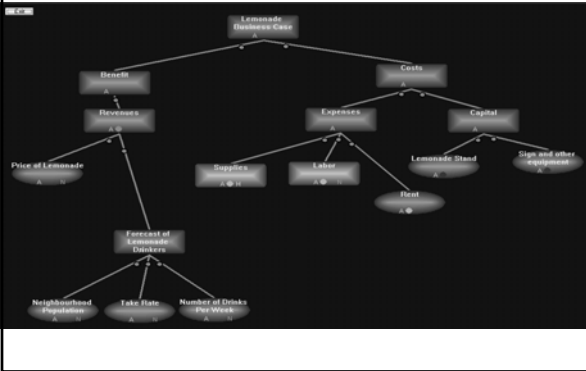 Lemonade
Business Case
A
Benefit
A
Costs
A
Revenues
A
Expenses
A
Capital
A
Price of Lemonade
A N
Supplies
A N
Labor
A N
Lemonade Stand
A
Sign and other
equipment
A
Rent
A
Forecast of
Lemonade
Drinkers
Neighbourhood
Population
A N
Take Rate
A N
Number of Drinks
Per Week
A N